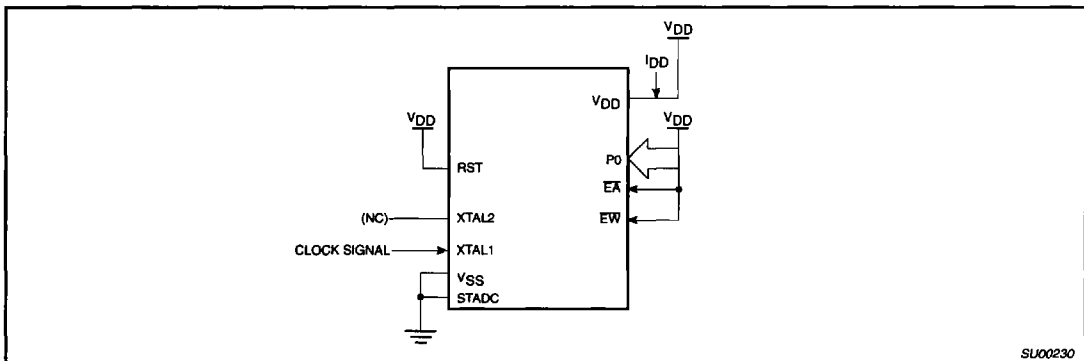 VDD
IDD
VDD
VDD
VDD
P0
RST
EA
(NC)
XTAL2
EW
CLOCK SIGNAL
XTAL1
VSS
STADC
SU00230